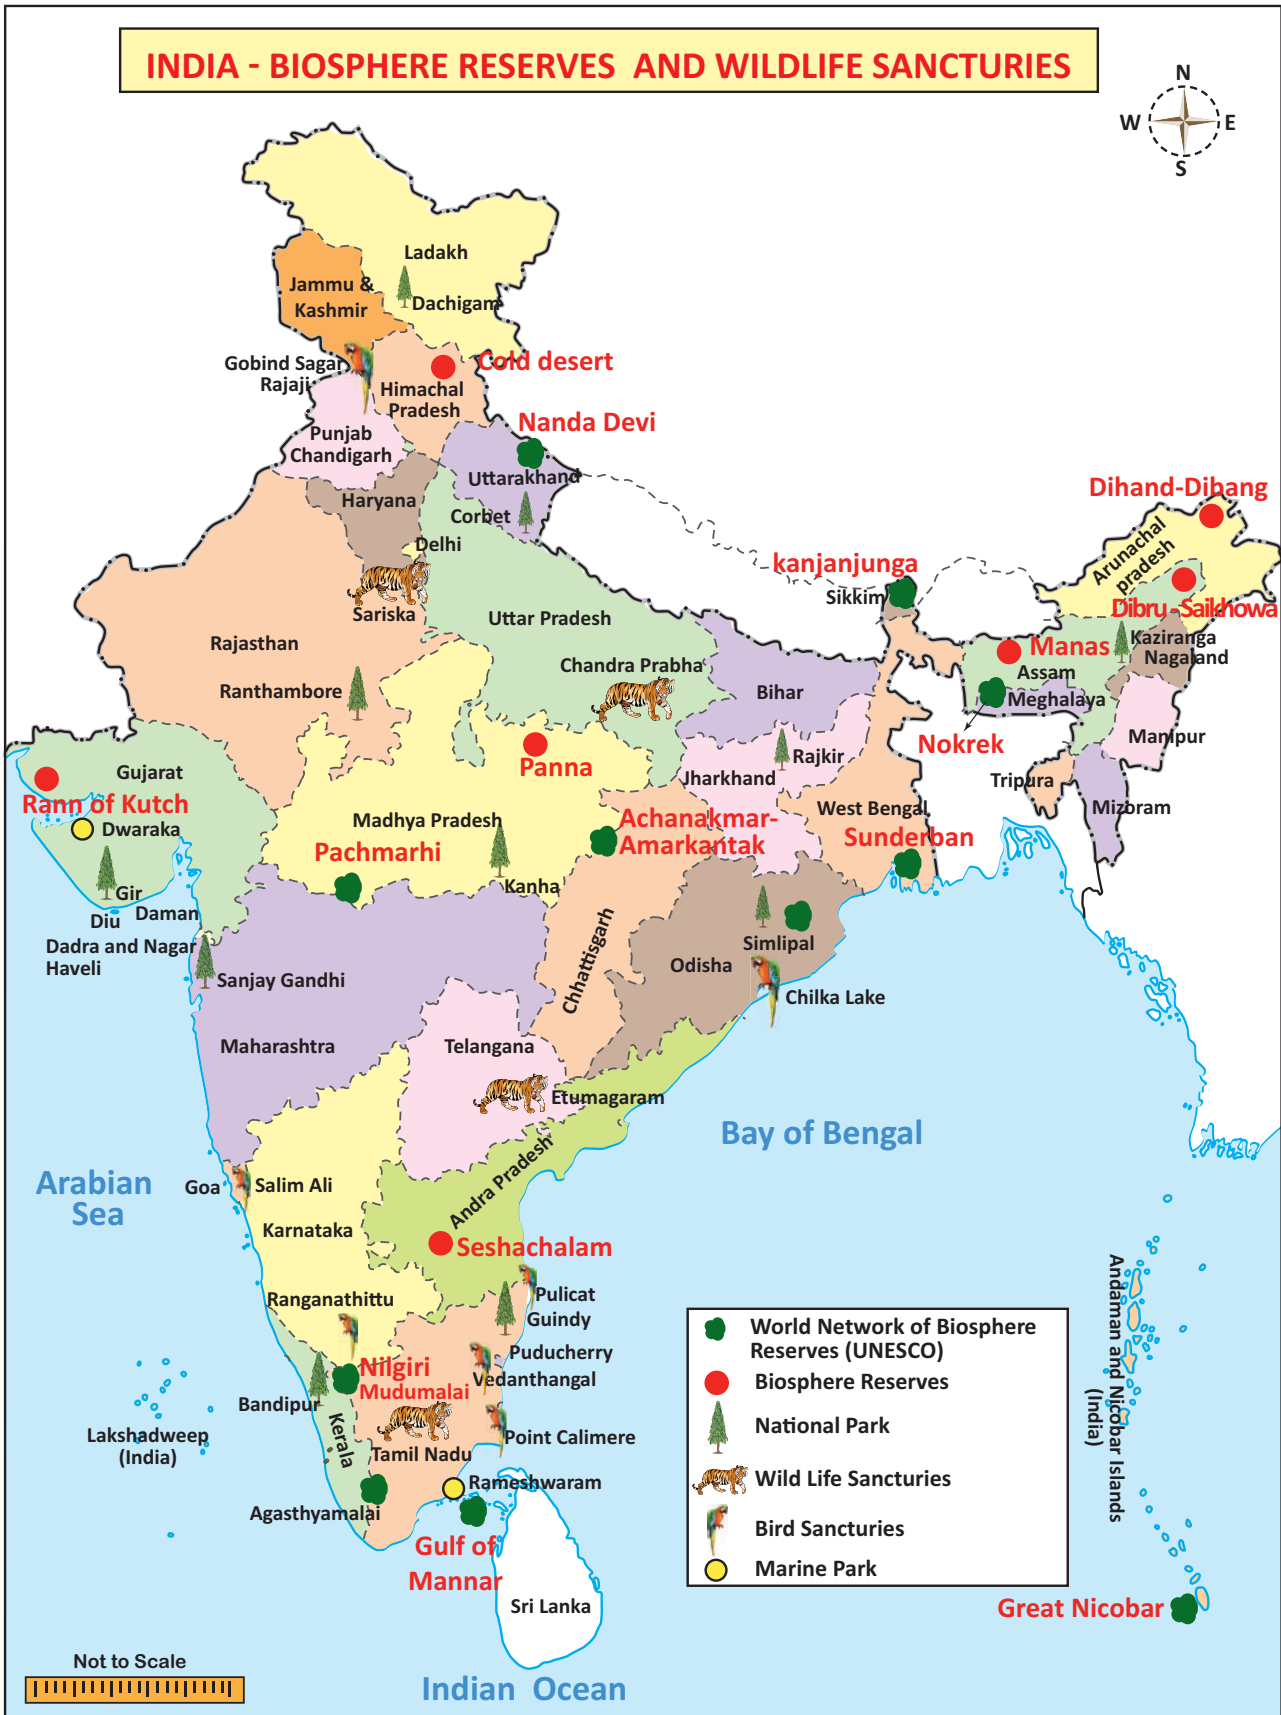 INDIA - BIOSPHERE RESERVES AND WILDLIFE SANCTURIES
N
W
E
S
Ladakh
Jammu &
Kashmir
Dachigam
Gobind Sagar
Rajaji
Cold desert
Himachal
Pradesh
Nanda Devi
Punjab
Chandigarh
Uttarakhand
Haryana
Corbet
Delhi
Dihand-Dibang
Arunachal
pradesh
kanjanjunga
Sikkim
Dibru-Saikhowa
Sariska
Uttar Pradesh
Rajasthan
Kaziranga
Nagaland
Manas
Assam
Chandra Prabha
Ranthambore
Bihar
Meghalaya
Nokrek
Manipur
Rajkir
Panna
Gujarat
Jharkhand
Tripura
Mizoram
Rann of Kutch
West Bengal
Dwaraka
Madhya Pradesh
Achanakmar-
Amarkantak
Sunderban
Pachmarhi
Kanha
Gir
Diu
Daman
Dadra and Nagar
Haveli
Simlipal
Chhattisgarh
Odisha
Sanjay Gandhi
Chilka Lake
Maharashtra
Telangana
Etumagaram
Bay of Bengal
Andra Pradesh
Arabian
Sea
Goa
Salim Ali
Karnataka
Seshachalam
Ranganathittu
Pulicat
Guindy
Andaman and Nicobar Islands
(India)
Puducherry
Nilgiri
Mudumalai
Vedanthangal
Bandipur
Kerala
Lakshadweep
(India)
Point Calimere
Tamil Nadu
Rameshwaram
Agasthyamalai
Gulf of
Mannar
Sri Lanka
World Network of Biosphere
Reserves (UNESCO)
Biosphere Reserves
National Park
Wild Life Sancturies
Bird Sancturies
Marine Park
Great Nicobar
Not to Scale
Indian Ocean